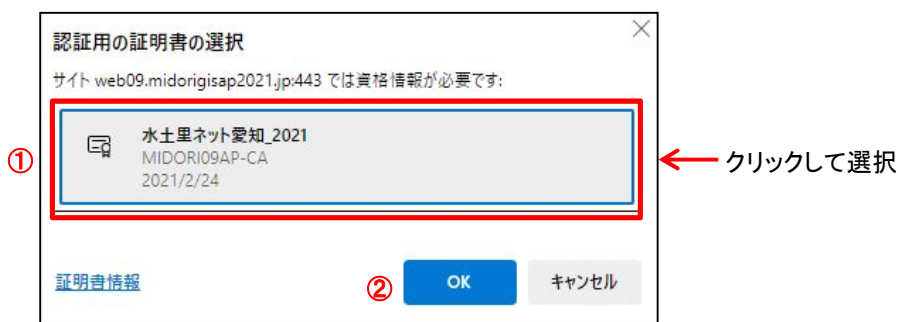 認証用の証明書の選択
サイト web09.midorigisap2021.jp:443 では資格情報が必要です:
①
水土里ネット愛知_2021
MIDORI09AP-CA
2021/2/24
クリックして選択
証明書情報
②
OK
キャンセル